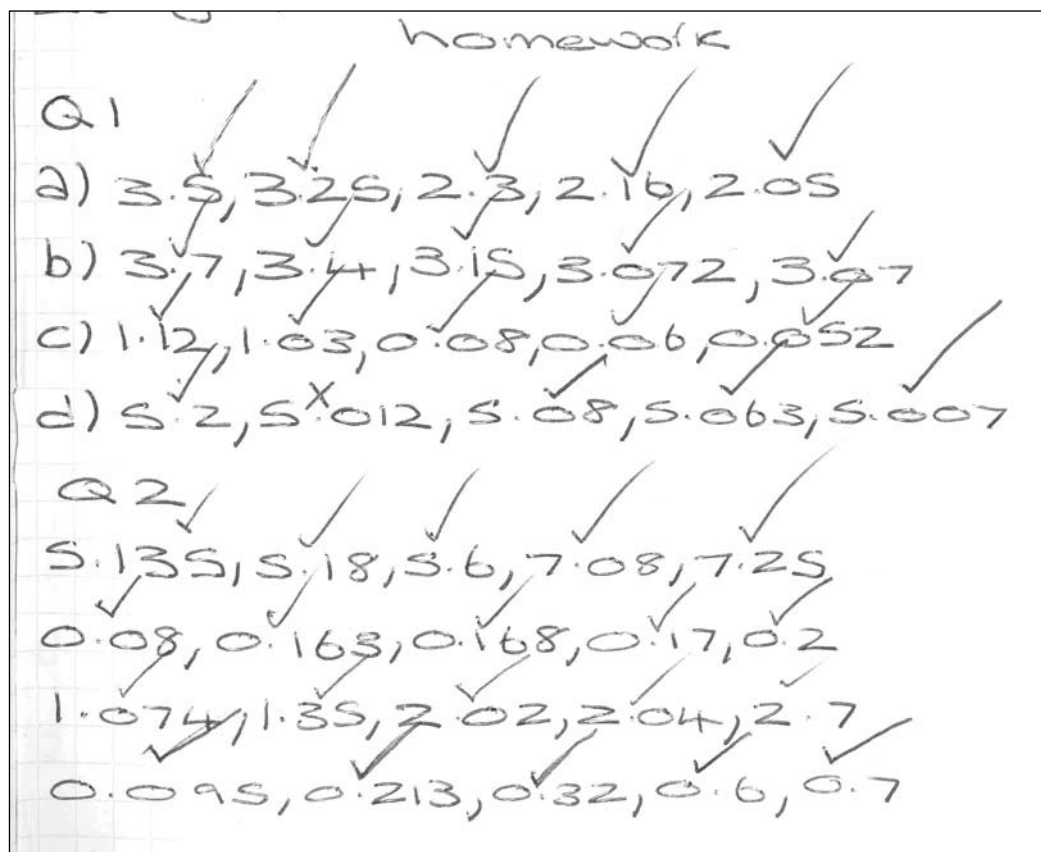 homework
Q1
a) 3.5, 3.25, 2.3, 2.16, 2.05
b) 3.7, 3.4, 3.15, 3.072, 3.07
c) 1.12, 1.03, 0.08, 0.06, 0.052
d) 5.2, 5.012, 5.08, 5.063, 5.007
Q2
5.135, 5.18, 5.6, 7.08, 7.25
0.08, 0.163, 0.168, 0.17, 0.2
1.074, 1.35, 2.02, 2.04, 2.7
0.095, 0.213, 0.32, 0.6, 0.7